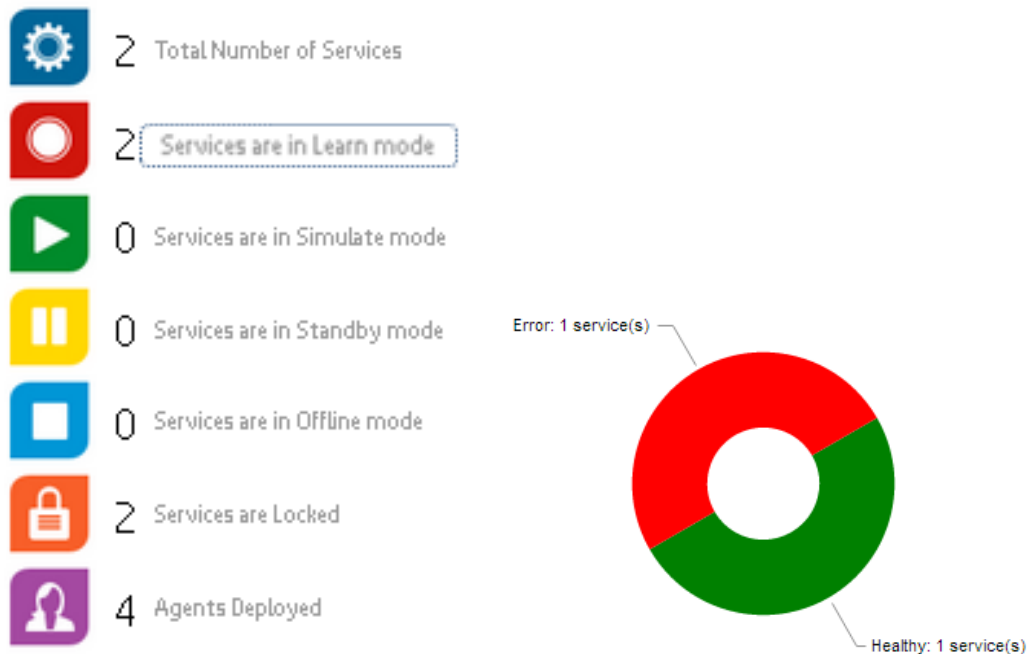 2 Total Number of Services
2 Services are in Learn mode
0 Services are in Simulate mode
0 Services are in Standby mode
0 Services are in Offline mode
2 Services are Locked
4 Agents Deployed
Error: 1 service(s)
Healthy: 1 service(s)